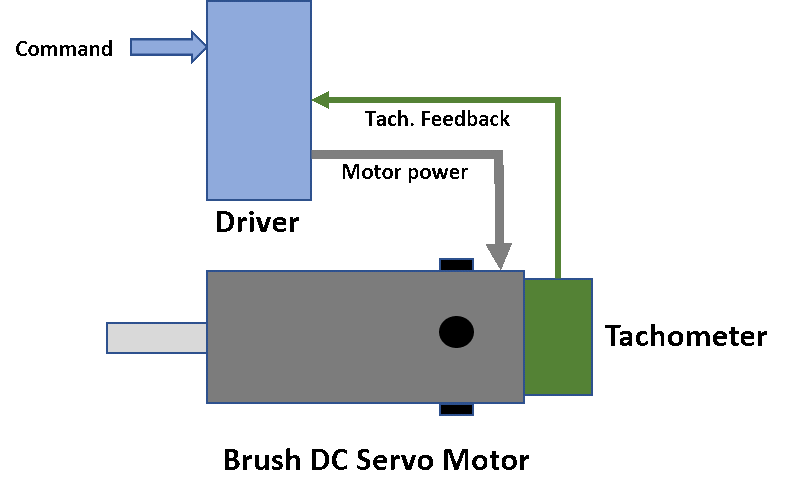 Command
Tach. Feedback
Motor power
Driver
Tachometer
Brush DC Servo Motor